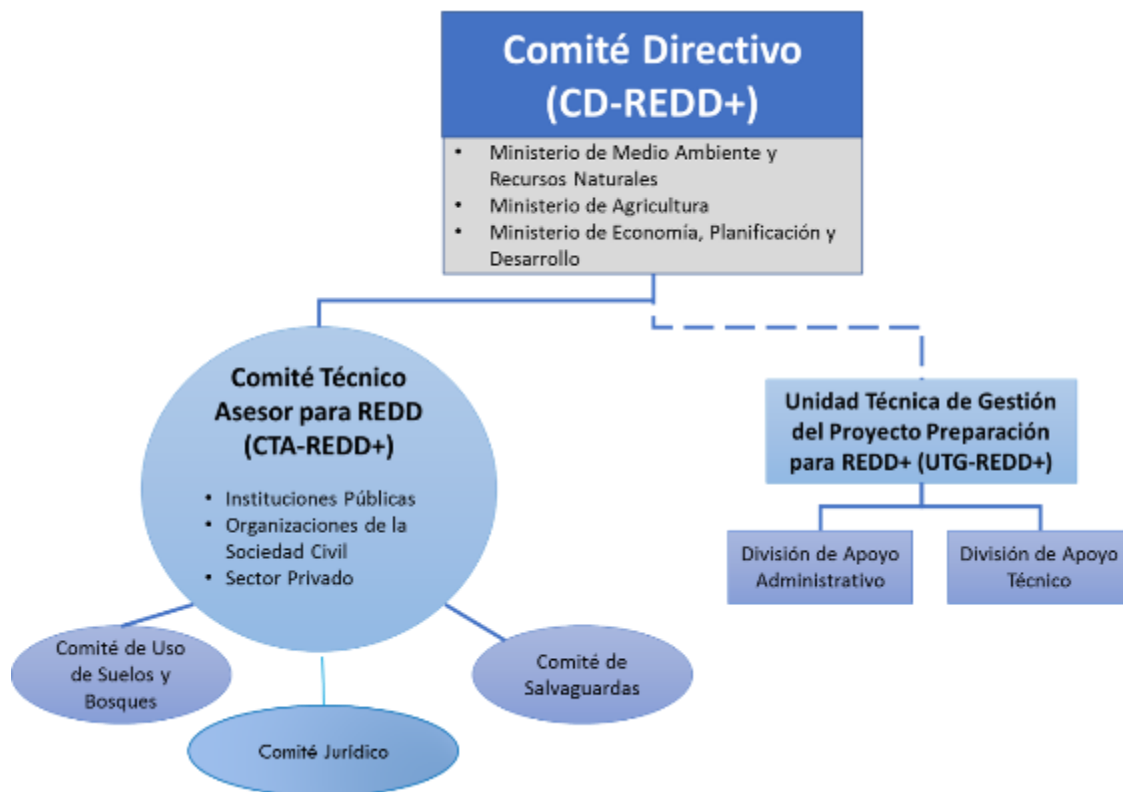 Comité Directivo
(CD-REDD+)
• Ministerio de Medio Ambiente y
Recursos Naturales
• Ministerio de Agricultura
• Ministerio de Economía, Planificación y
Desarrollo
Comité Técnico
Asesor para REDD
(CTA-REDD+)
• Instituciones Públicas
• Organizaciones de la
Sociedad Civil
• Sector Privado
Unidad Técnica de Gestión
del Proyecto Preparación
para REDD+ (UTG-REDD+)
División de Apoyo
Administrativo
División de Apoyo
Técnico
Comité de Uso
de Suelos y
Bosques
Comité Jurídico
Comité de
Salvaguardas